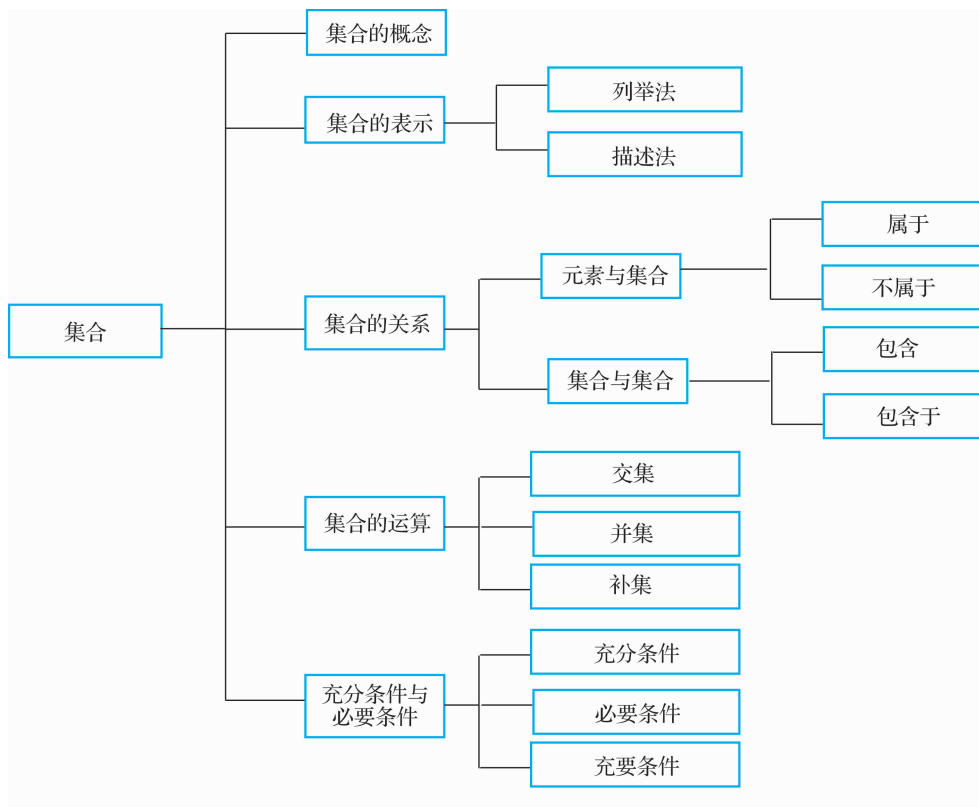 集合
集合的概念
集合的表示
列举法
描述法
集合的关系
元素与集合
属于
不属于
集合与集合
包含
包含于
集合的运算
交集
并集
补集
充分条件与
必要条件
充分条件
必要条件
充要条件